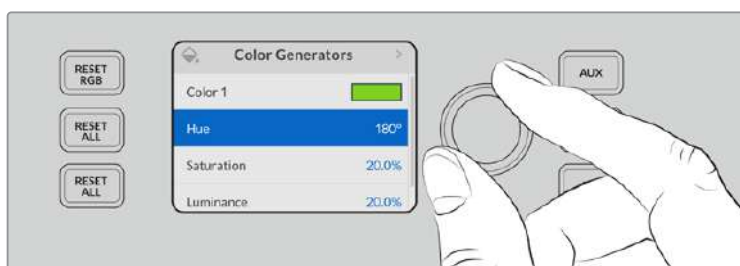 RESET
RGB
RESET
ALL
RESET
ALL
Color Generators >
Color 1
Hue 180°
Saturation 20.0%
Luminance 20.0%
AUX